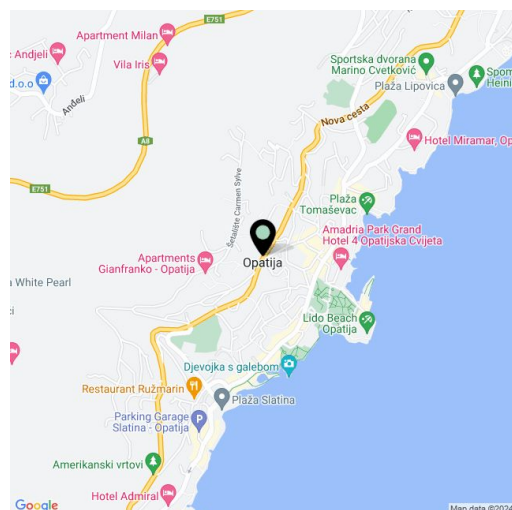 E751
Apartment Milan
Andjeli
Vila Iris
d.o.o
Anđeli
Sportska dvorana
Marino Cvetković
Plaža Lipovica
Spom
Heini
Nova cesta
A8
Hotel Miramar, Op
E751
Šetalište Carmen Sylve
Plaža
Tomaševac
Amadria Park Grand
Hotel 4 Opatijska Cvijeta
Apartments
Gianfranko - Opatija
Opatija
a White Pearl
ci
Lido Beach
Opatija
Djevojka s galebom
Restaurant Ružmarin
Plaža Slatina
Parking Garage
Slatina - Opatija
P
Amerikanski vrtovi
Hotel Admiral
Google
Map data ©2024